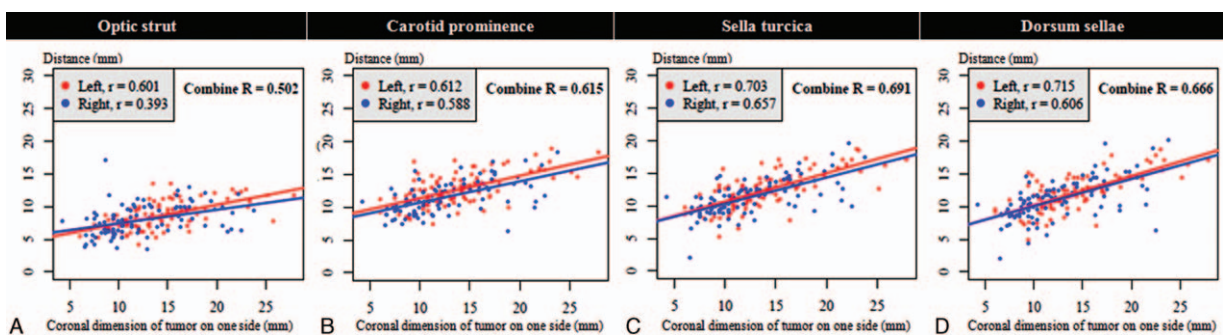 Optic strut
Carotid prominence
Sella turcica
Dorsum sellae
Distance (mm)
Left, r = 0.601
Right, r = 0.393
Combine R = 0.502
0 5 10 15 20 25 30
5 10 15 20 25
A
Coronal dimension of tumor on one side (mm)
Distance (mm)
Left, r = 0.612
Right, r = 0.588
Combine R = 0.615
0 5 10 15 20 25 30
5 10 15 20 25
B
Coronal dimension of tumor on one side (mm)
Distance (mm)
Left, r = 0.703
Right, r = 0.657
Combine R = 0.691
0 5 10 15 20 25 30
5 10 15 20 25
C
Coronal dimension of tumor on one side (mm)
Distance (mm)
Left, r = 0.715
Right, r = 0.606
Combine R = 0.666
0 5 10 15 20 25 30
5 10 15 20 25
D
Coronal dimension of tumor on one side (mm)